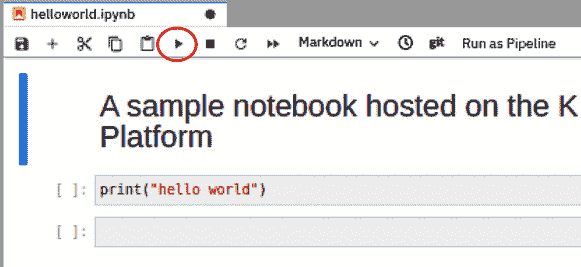 helloworld.ipynb
Markdown git Run as Pipeline
A sample notebook hosted on the K
Platform
[ ]: print("hello world")
[ ]: